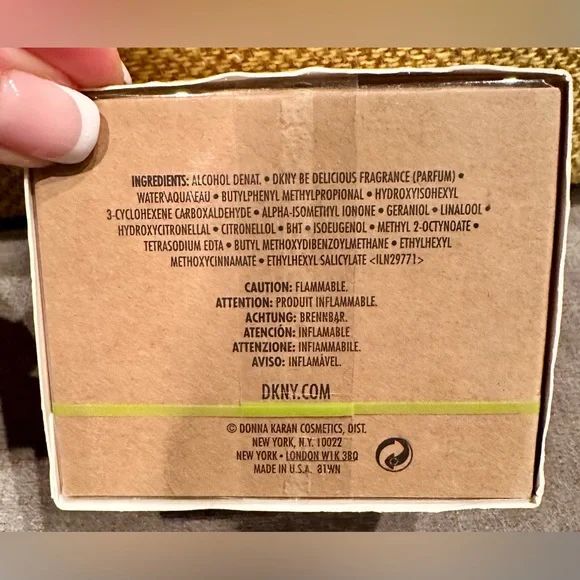 INGREDIENTS: ALCOHOL DENAT. • DKNY BE DELICIOUS FRAGRANCE (PARFUM) •
WATER\AQUA\EAU • BUTYLPHENYL METHYLPROPIONAL • HYDROXYISOHEXYL
3-CYCLOHEXENE CARBOXALDEHYDE • ALPHA-ISOMETHYL IONONE • GERANIOL • LINALOOL •
HYDROXYCITRONELLAL • CITRONELLOL • BHT • ISOEUGENOL • METHYL 2-OCTYNOATE •
TETRASODIUM EDTA • BUTYL METHOXYDIBENZOYLMETHANE • ETHYLHEXYL
METHOXYCINNAMATE • ETHYLHEXYL SALICYLATE <ILN29771>
CAUTION: FLAMMABLE.
ATTENTION: PRODUIT INFLAMMABLE.
ACHTUNG: BRENNBAR.
ATENCIÓN: INFLAMABLE
ATTENZIONE: INFIAMMABILE.
AVISO: INFLAMÁVEL.
DKNY.COM
© DONNA KARAN COSMETICS, DIST.
NEW YORK, N.Y. 10022
NEW YORK • LONDON W1K 3BQ
MADE IN U.S.A. 81WN